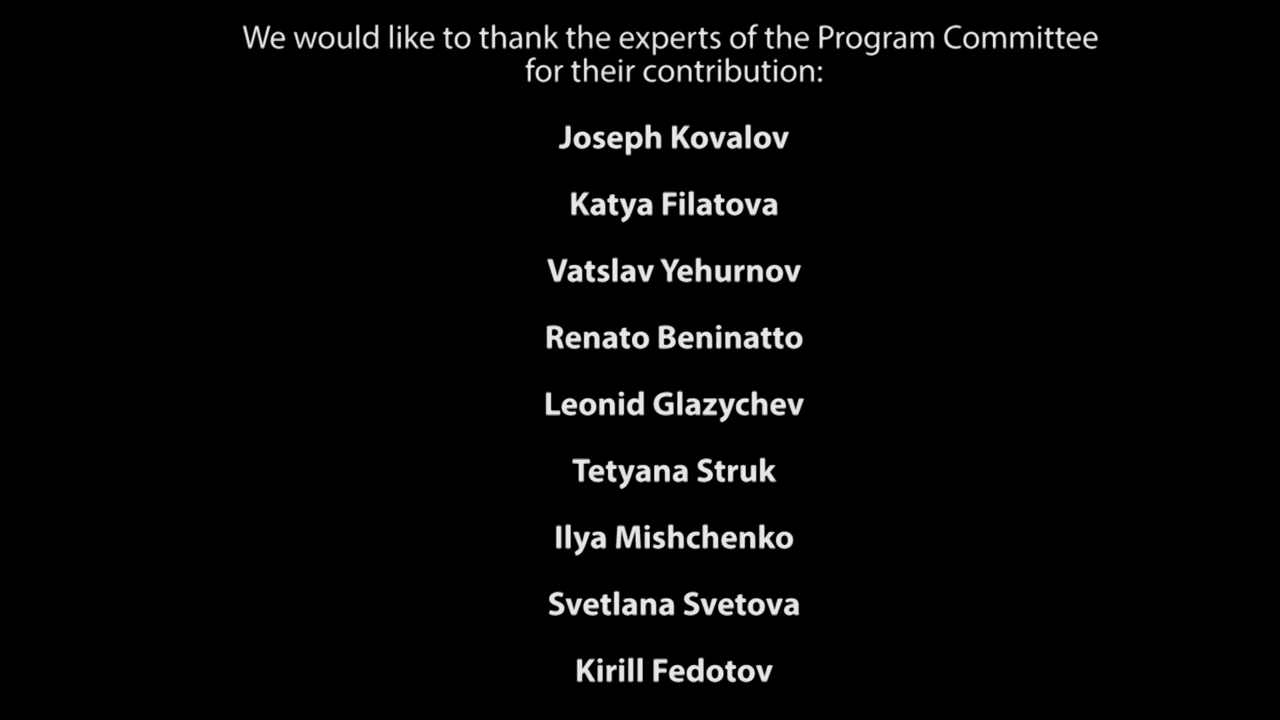 We would like to thank the experts of the Program Committee
for their contribution:
Joseph Kovalov
Katya Filatova
Vatslav Yehurnov
Renato Beninatto
Leonid Glazychev
Tetyana Struk
Ilya Mishchenko
Svetlana Svetova
Kirill Fedotov